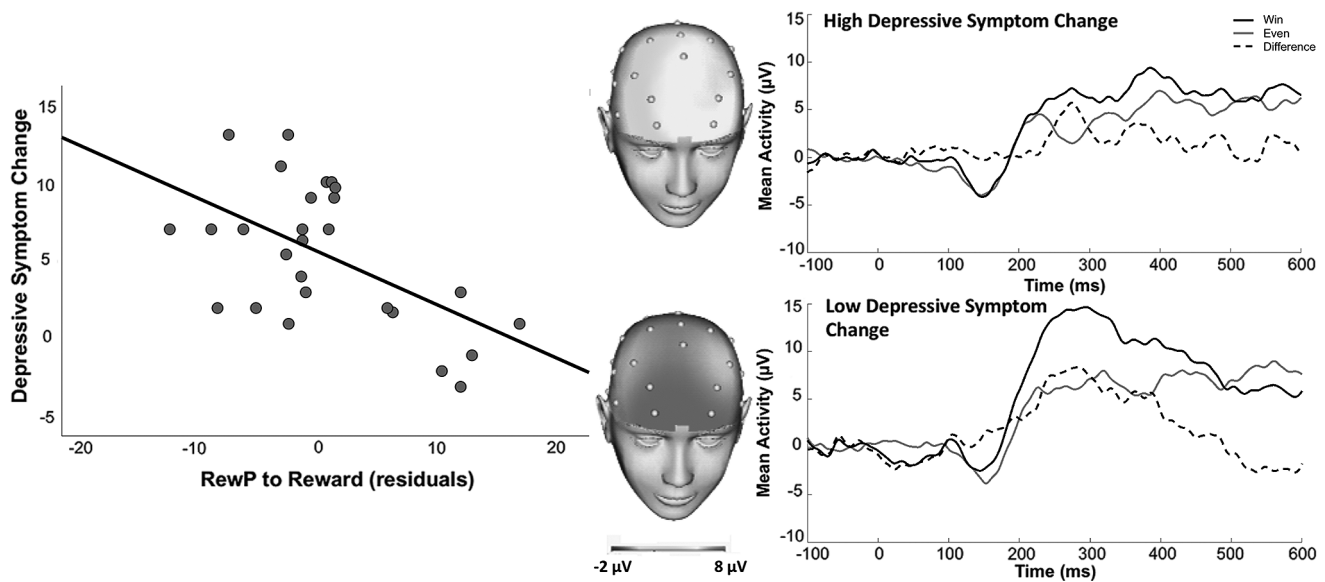 Depressive Symptom Change
15
10
5
0
-5
-20
-10
0
10
20
RewP to Reward (residuals)
-2 µV
8 µV
High Depressive Symptom Change
Win
Even
Difference
Mean Activity (µV)
15
10
5
0
-5
-10
-100
0
100
200
300
400
500
600
Time (ms)
Low Depressive Symptom
Change
Mean Activity (µV)
15
10
5
0
-5
-10
-100
0
100
200
300
400
500
600
Time (ms)